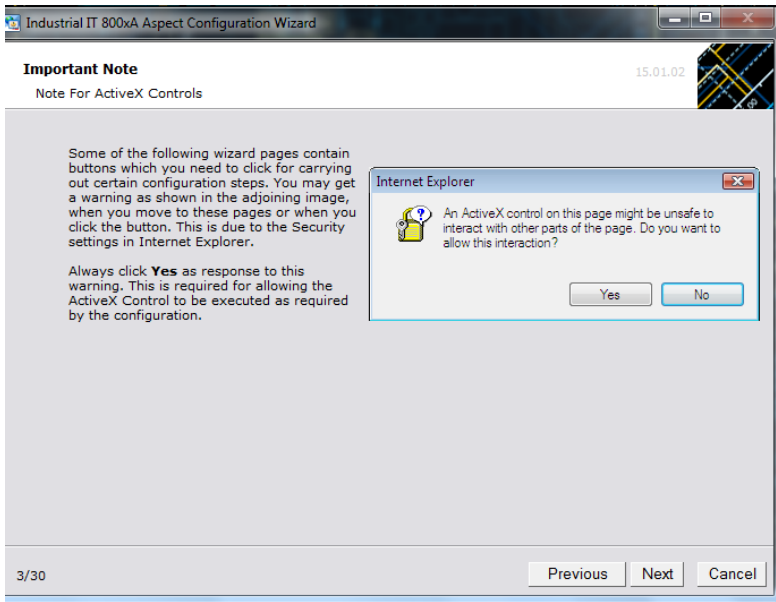 Industrial IT 800xA Aspect Configuration Wizard
Important Note
15.01.02
Note For ActiveX Controls
Some of the following wizard pages contain
buttons which you need to click for carrying
out certain configuration steps. You may get
a warning as shown in the adjoining image,
when you move to these pages or when you
click the button. This is due to the Security
settings in Internet Explorer.
Always click Yes as response to this
warning. This is required for allowing the
ActiveX Control to be executed as required
by the configuration.
Internet Explorer
An ActiveX control on this page might be unsafe to
interact with other parts of the page. Do you want to
allow this interaction?
Yes No
3/30
Previous Next Cancel